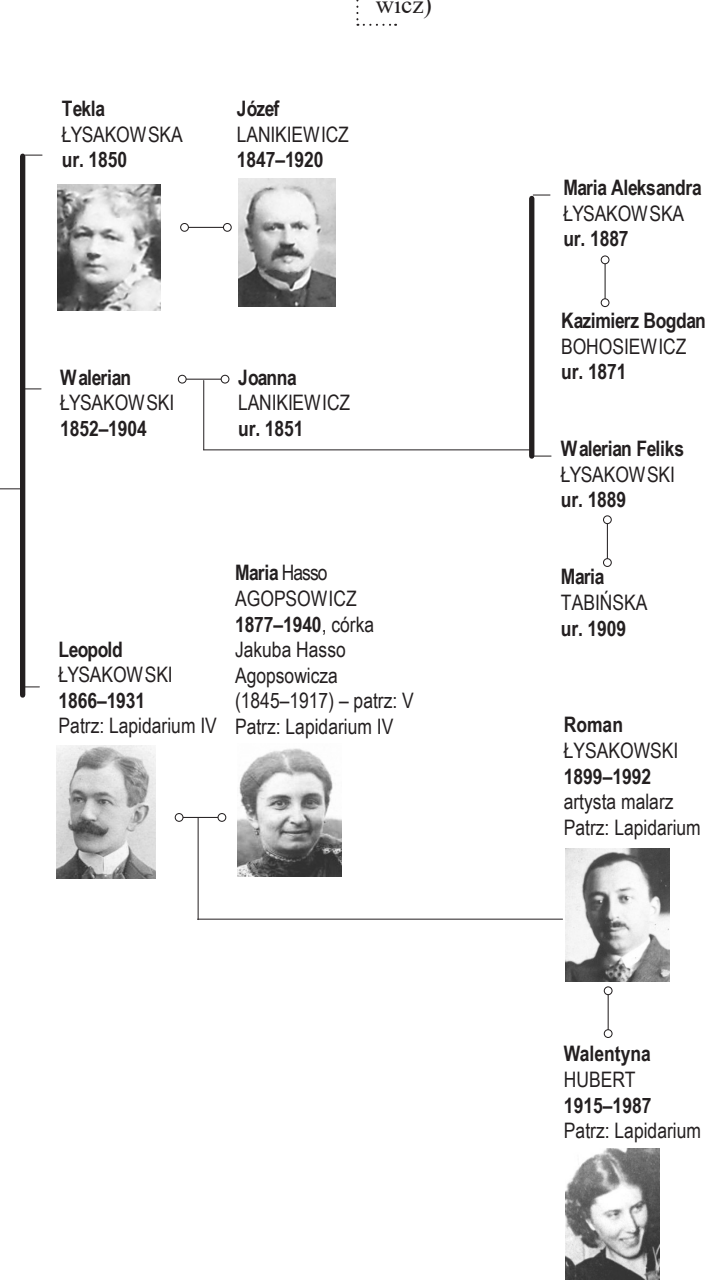 wicz)
Tekla
ŁYSAKOWSKA
ur. 1850
Józef
LANIKIEWICZ
1847–1920
Maria Aleksandra
ŁYSAKOWSKA
ur. 1887
Kazimierz Bogdan
BOHOSIEWICZ
ur. 1871
Walerian
ŁYSAKOWSKI
1852–1904
Joanna
LANIKIEWICZ
ur. 1851
Walerian Feliks
ŁYSAKOWSKI
ur. 1889
Maria
TABIŃSKA
ur. 1909
Leopold
ŁYSAKOWSKI
1866–1931
Patrz: Lapidarium IV
Maria Hasso
AGOPSOWICZ
1877–1940, córka
Jakuba Hasso
Agopsowicza
(1845–1917) – patrz: V
Patrz: Lapidarium IV
Roman
ŁYSAKOWSKI
1899–1992
artysta malarz
Patrz: Lapidarium
Walentyna
HUBERT
1915–1987
Patrz: Lapidarium